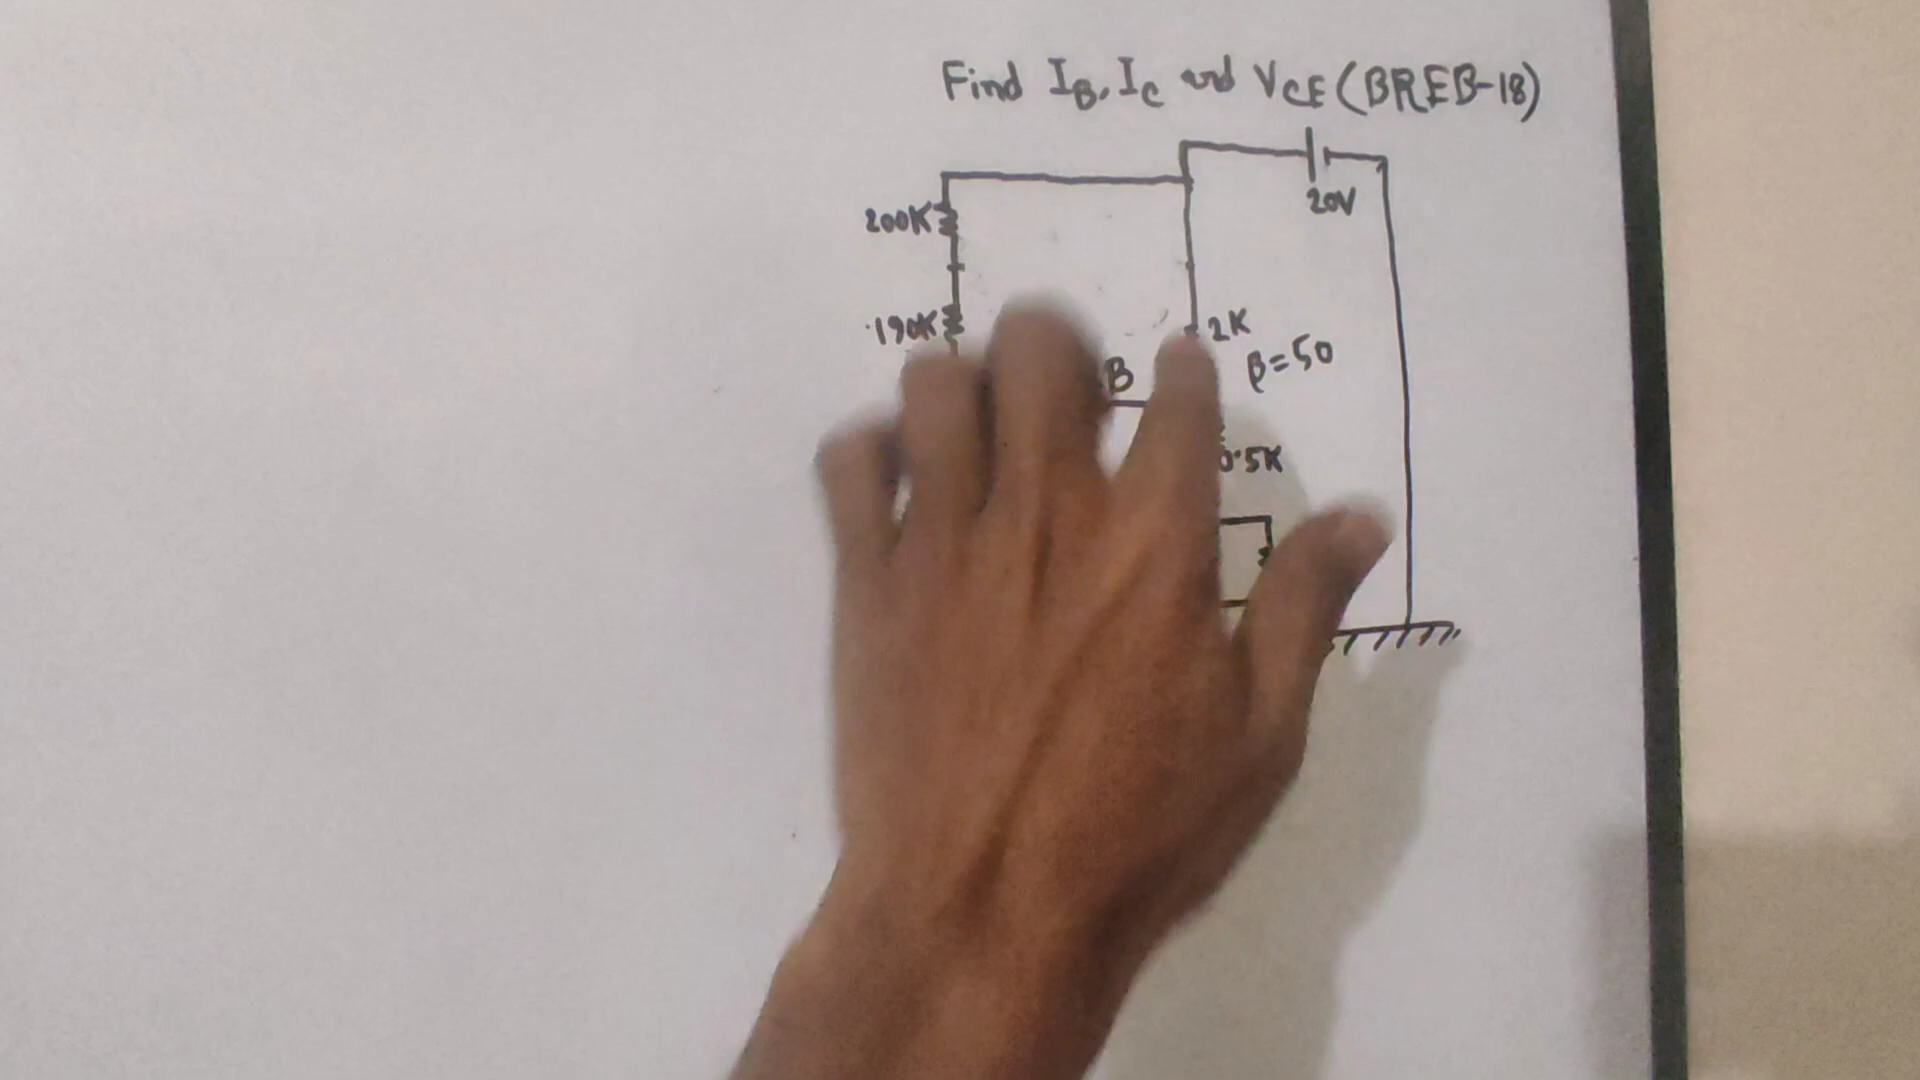 Find IB, IC and VCE (BREB-18)
20V
200K
190K
2K
β=50
B
0.5K